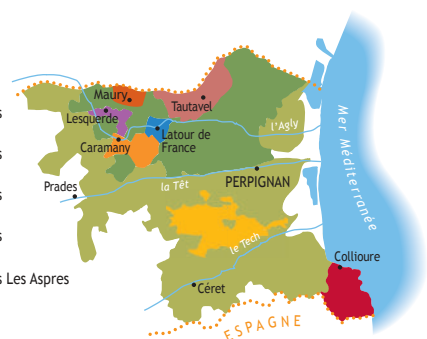 Maury
Tautavel
Lesquerde
s
l'Agly
Latour de
France
Caramany
s
Mer Méditerranée
Prades
la Têt
PERPIGNAN
s
s
le Tech
Collioure
s Les Aspres
Céret
ESPAGNE